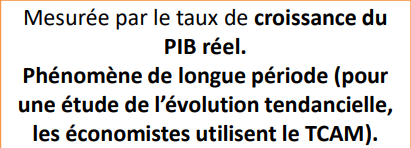 Mesurée par le taux de croissance du
PIB réel.
Phénomène de longue période (pour
une étude de l’évolution tendancielle,
les économistes utilisent le TCAM).